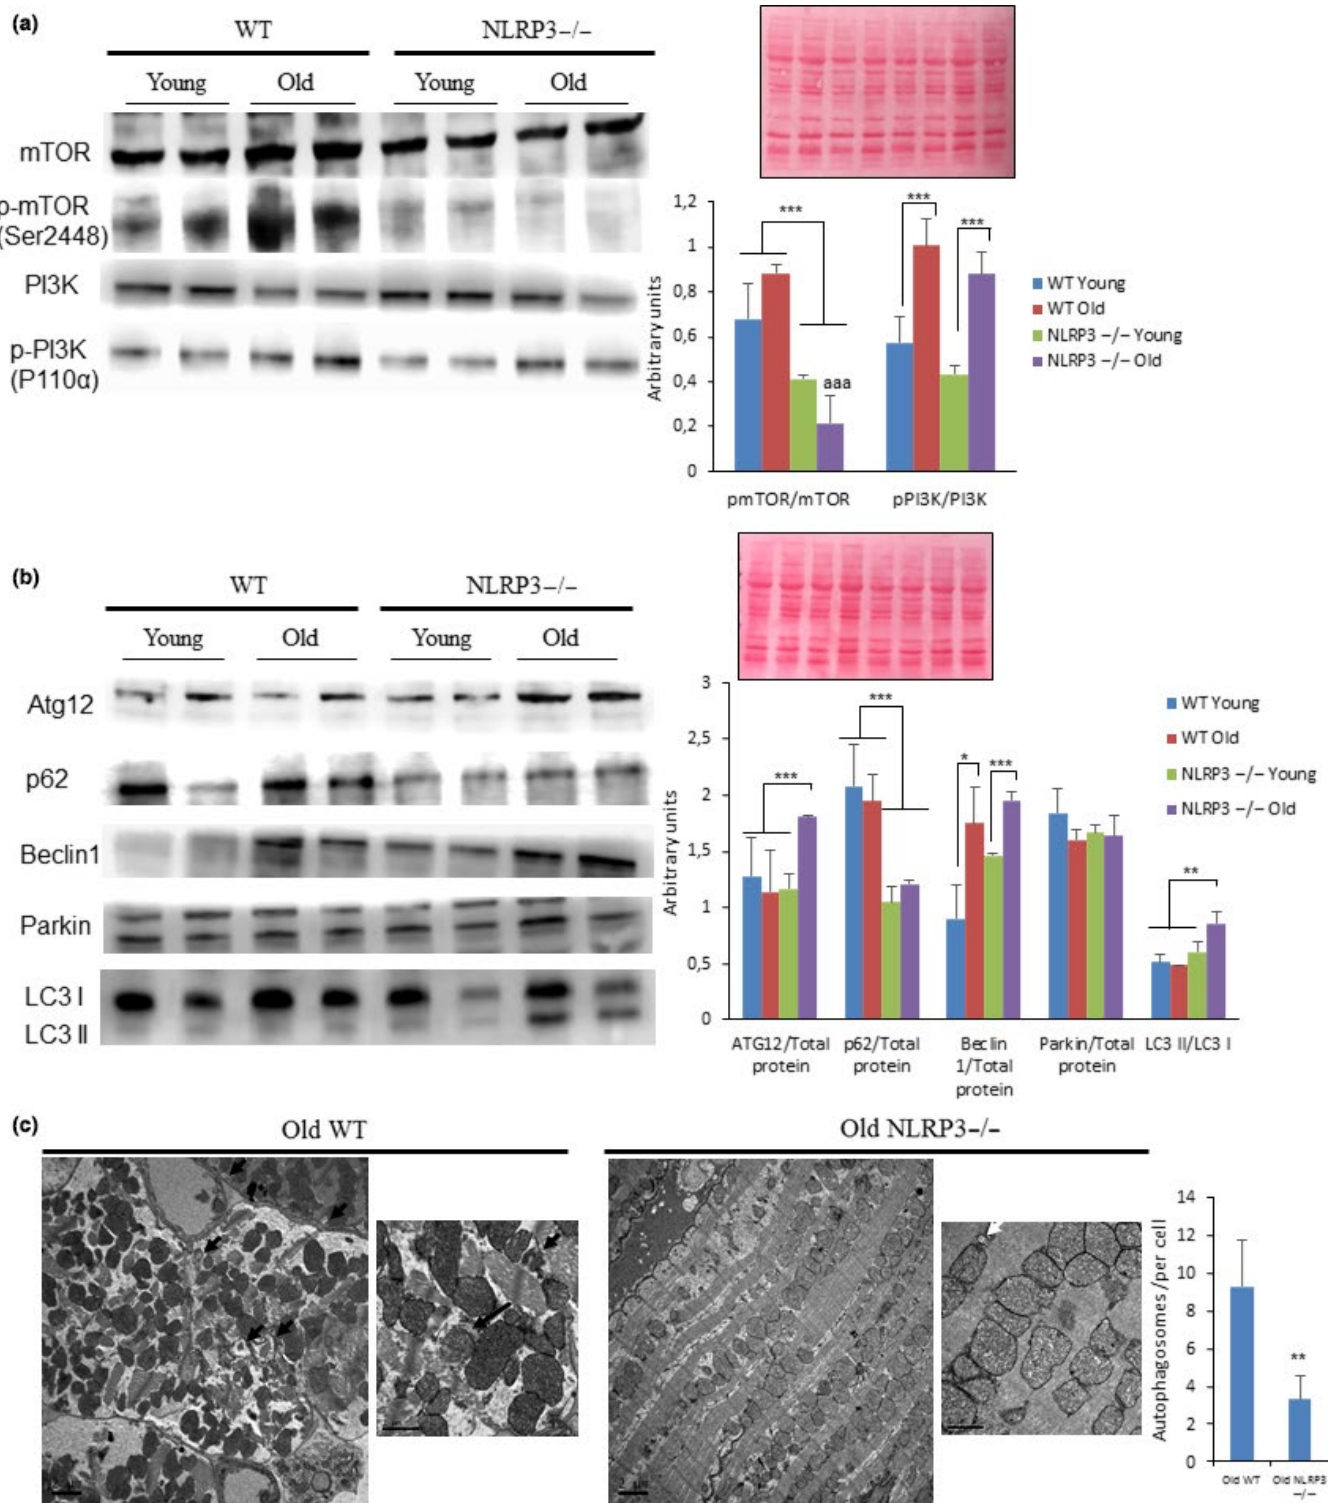 (a)
WT
NLRP3−/−
Young
Old
Young
Old
mTOR
p-mTOR
(Ser2448)
PI3K
p-PI3K
(P110α)
1,2
1
0,8
0,6
0,4
0,2
0
Arbitrary units
***
***
***
aaa
pmTOR/mTOR
pPI3K/PI3K
WT Young
WT Old
NLRP3 −/− Young
NLRP3 −/− Old
(b)
WT
NLRP3−/−
Young
Old
Young
Old
Atg12
p62
Beclin1
Parkin
LC3 I
LC3 II
3
2,5
2
1,5
1
0,5
0
Arbitrary units
***
***
*
***
**
ATG12/Total
protein
p62/Total
protein
Beclin
1/Total
protein
Parkin/Total
protein
LC3 II/LC3 I
WT Young
WT Old
NLRP3 −/− Young
NLRP3 −/− Old
(c)
Old WT
Old NLRP3−/−
14
12
10
8
6
4
2
0
Autophagosomes /per cell
**
Old WT
Old NLRP3
−/−